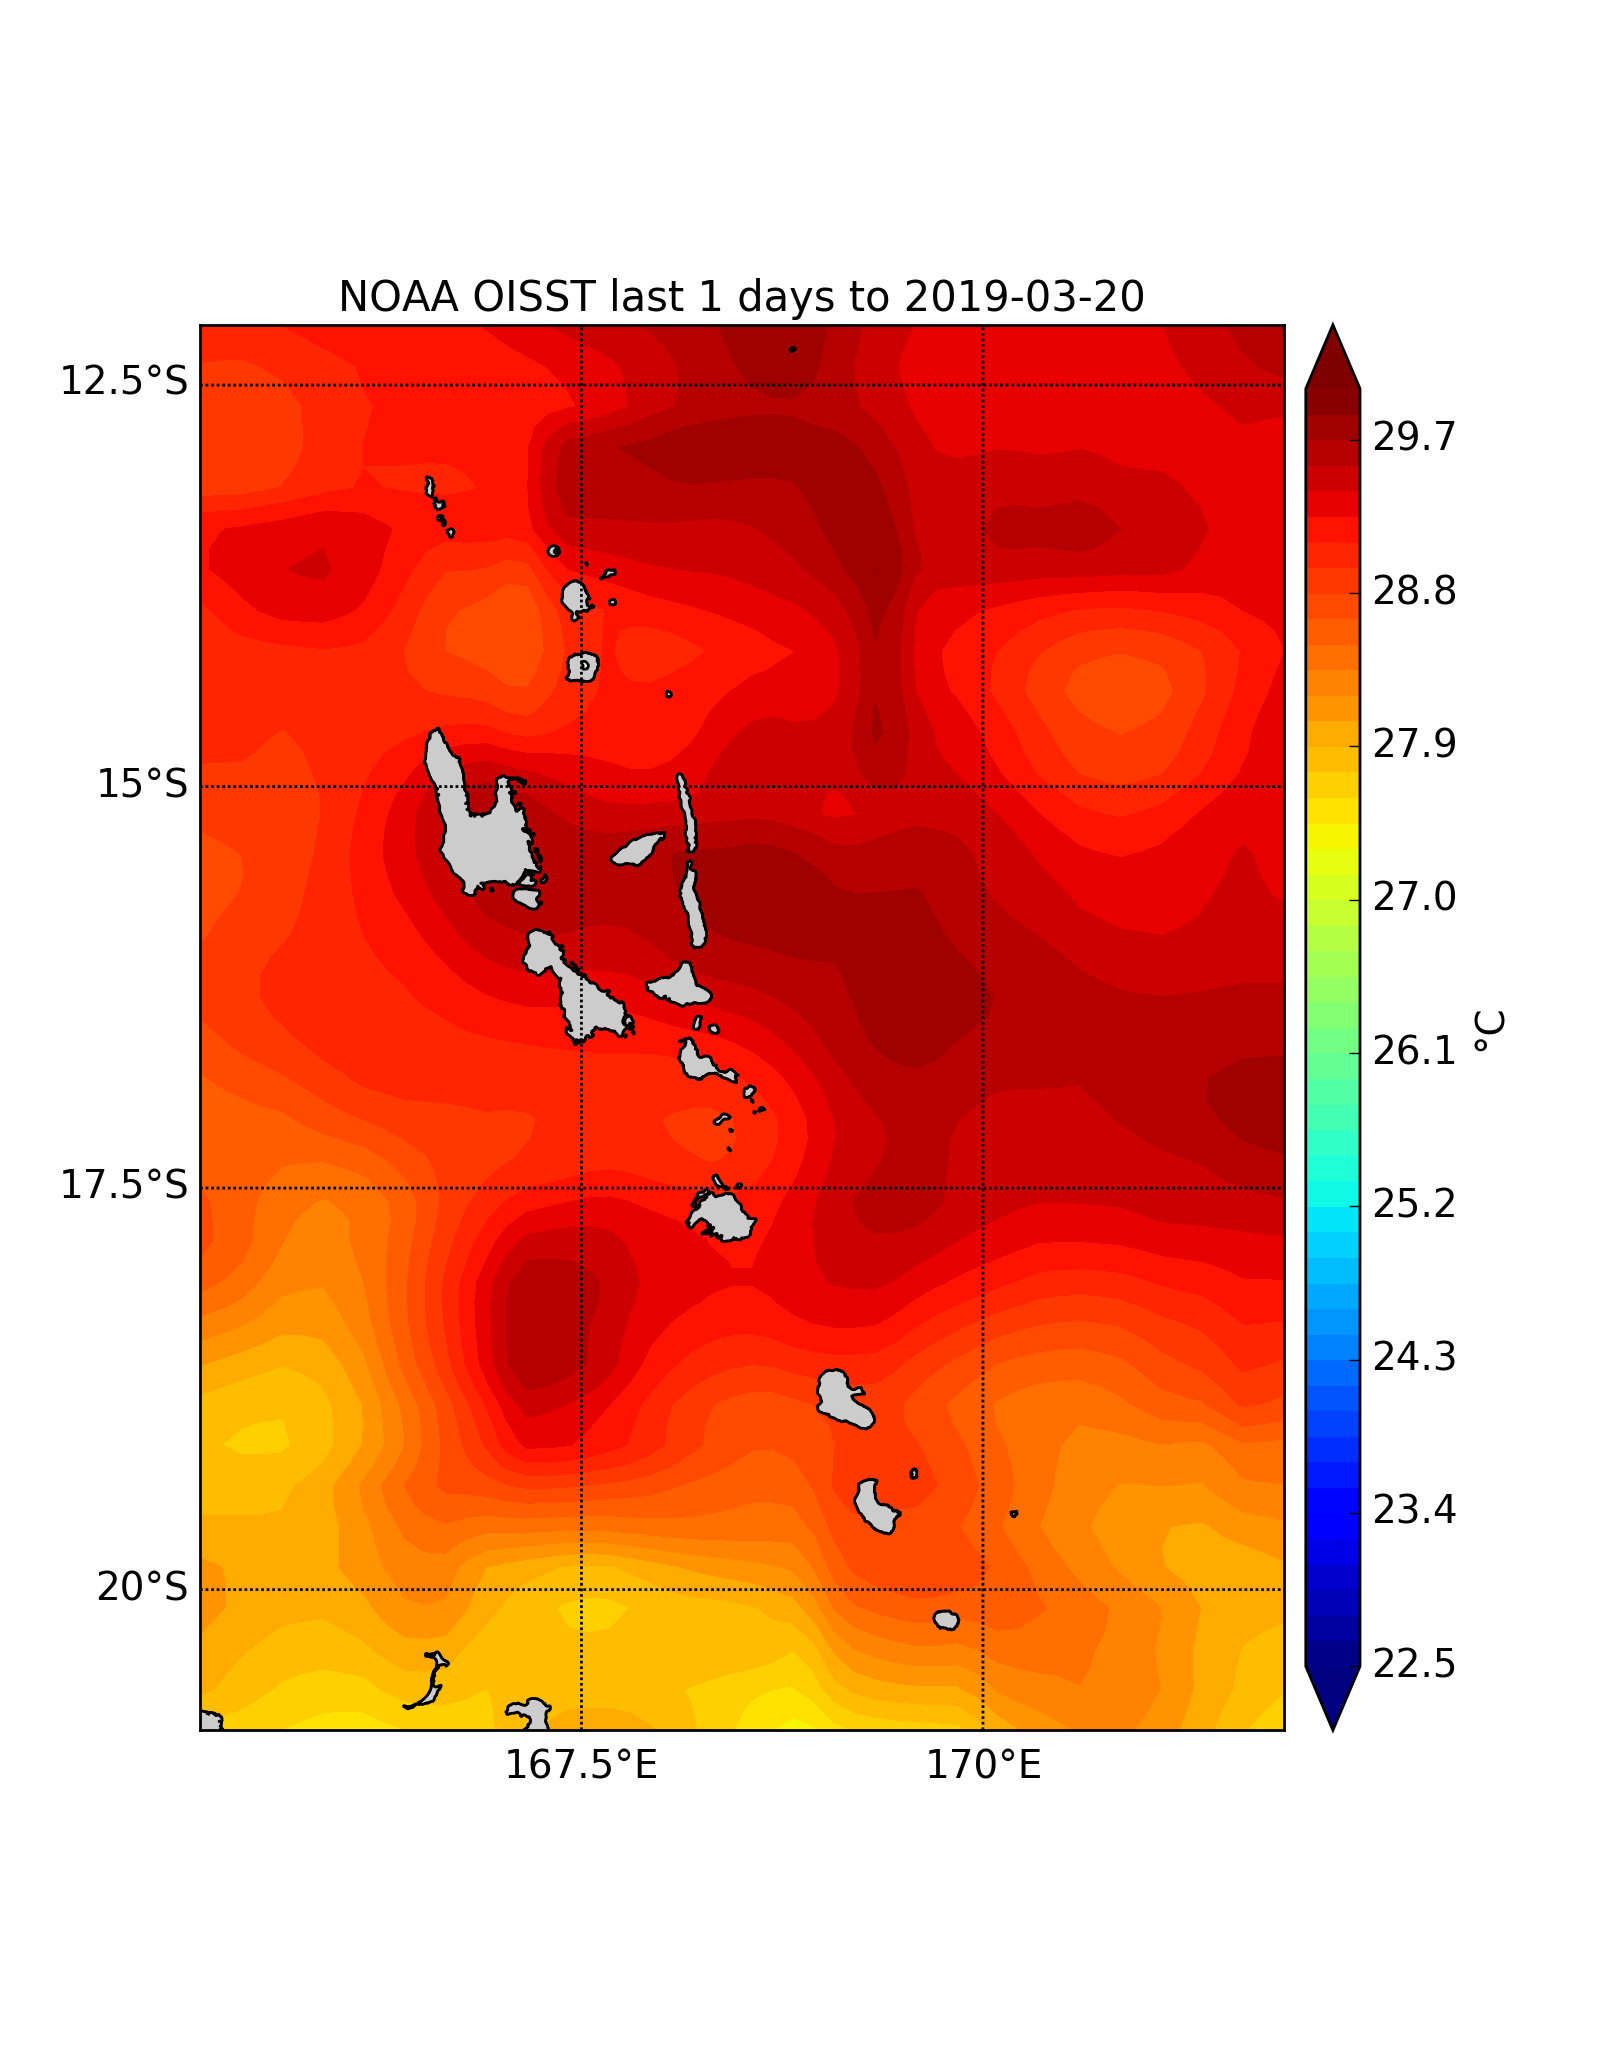 NOAA OISST last 1 days to 2019-03-20
12.5°S
15°S
17.5°S
20°S
167.5°E
170°E
29.7
28.8
27.9
27.0
26.1
25.2
24.3
23.4
22.5
°C